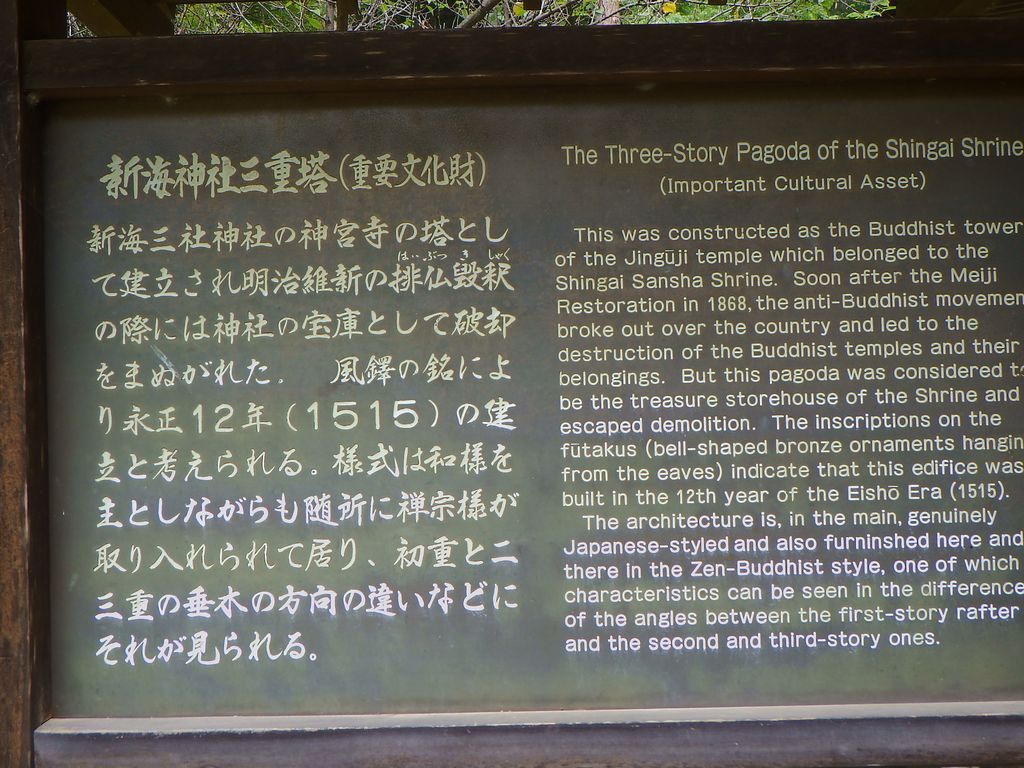 新海神社三重塔(重要文化財)
新海三社神社の神宮寺の塔とし
はいぶつ き しゃく
て建立され明治維新の排仏毀釈
の際には神社の宝庫として破却
をまぬがれた。 風鐸の銘によ
り永正12年(1515)の建
立と考えられる。様式は和様を
主としながらも随所に禅宗様が
取り入れられて居り、初重と二
三重の垂木の方向の違いなどに
それが見られる。
The Three-Story Pagoda of the Shingai Shrine
(Important Cultural Asset)
This was constructed as the Buddhist tower
of the Jingūji temple which belonged to the
Shingai Sansha Shrine. Soon after the Meiji
Restoration in 1868, the anti-Buddhist movemen
broke out over the country and led to the
destruction of the Buddhist temples and their
belongings. But this pagoda was considered t
be the treasure storehouse of the Shrine and
escaped demolition. The inscriptions on the
fūtakus (bell-shaped bronze ornaments hangin
from the eaves) indicate that this edifice was
built in the 12th year of the Eishō Era (1515).
The architecture is, in the main, genuinely
Japanese-styled and also furninshed here and
there in the Zen-Buddhist style, one of which
characteristics can be seen in the difference
of the angles between the first-story rafter
and the second and third-story ones.